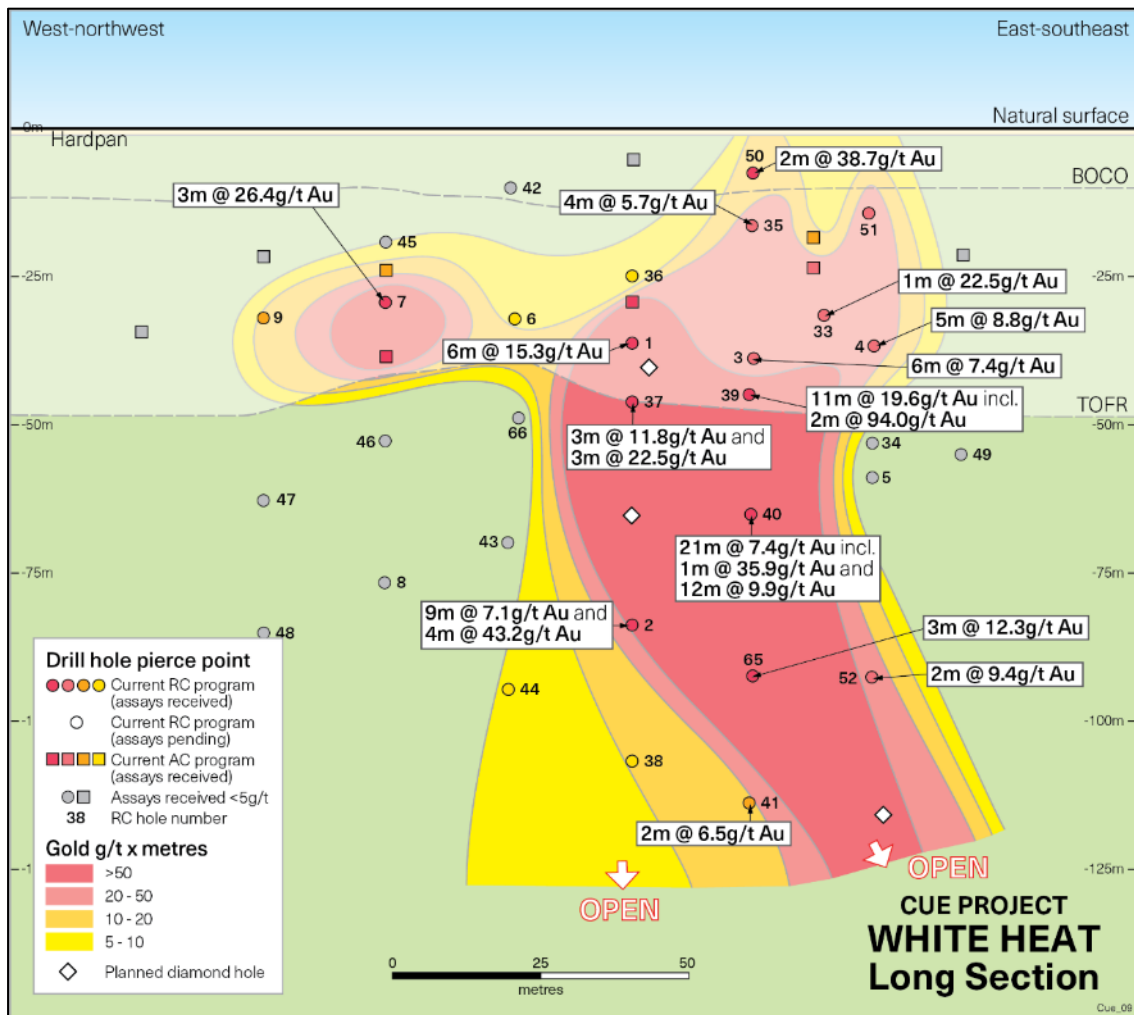 West-northwest
East-southeast
Natural surface
0m
Hardpan
BOCO
50
2m @ 38.7g/t Au
42
3m @ 26.4g/t Au
4m @ 5.7g/t Au
35
51
45
-25m
-25m
36
1m @ 22.5g/t Au
7
9
6
33
5m @ 8.8g/t Au
6m @ 15.3g/t Au
1
3
4
6m @ 7.4g/t Au
37
39
11m @ 19.6g/t Au incl.
2m @ 94.0g/t Au
TOFR
-50m
-50m
66
46
3m @ 11.8g/t Au and
3m @ 22.5g/t Au
34
49
5
47
40
43
21m @ 7.4g/t Au incl.
1m @ 35.9g/t Au and
12m @ 9.9g/t Au
-75m
-75m
8
9m @ 7.1g/t Au and
4m @ 43.2g/t Au
2
3m @ 12.3g/t Au
48
65
52
2m @ 9.4g/t Au
44
-1
-100m
38
41
2m @ 6.5g/t Au
-1
-125m
OPEN
OPEN
Drill hole pierce point
Current RC program
(assays received)
Current RC program
(assays pending)
Current AC program
(assays received)
Assays received <5g/t
38 RC hole number
Gold g/t x metres
>50
20 - 50
10 - 20
5 - 10
Planned diamond hole
0 25 50
metres
CUE PROJECT
WHITE HEAT
Long Section
Cue_09